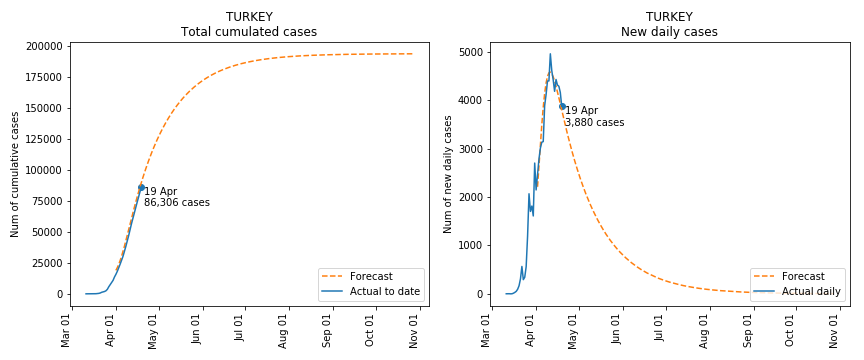 TURKEY
Total cumulated cases
Num of cumulative cases
200000
175000
150000
125000
100000
75000
50000
25000
0
19 Apr
86,306 cases
Forecast
Actual to date
Mar 01
Apr 01
May 01
Jun 01
Jul 01
Aug 01
Sep 01
Oct 01
Nov 01
TURKEY
New daily cases
Num of new daily cases
5000
4000
3000
2000
1000
0
19 Apr
3,880 cases
Forecast
Actual daily
Mar 01
Apr 01
May 01
Jun 01
Jul 01
Aug 01
Sep 01
Oct 01
Nov 01